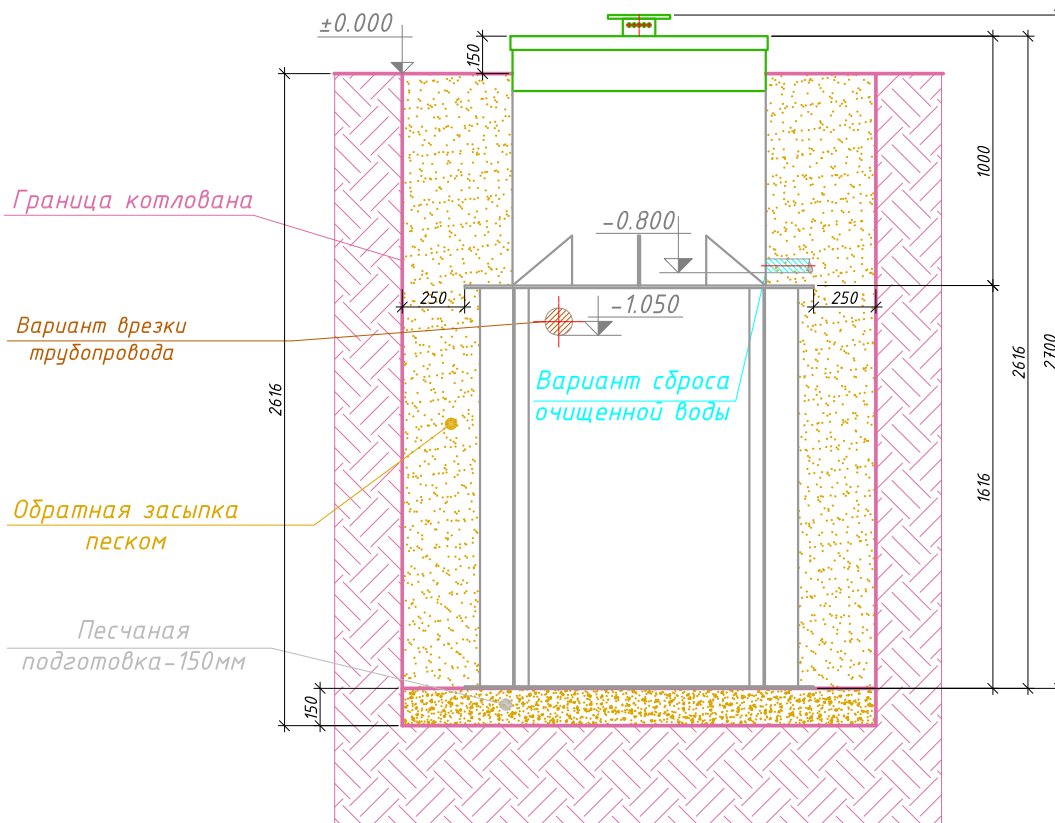 ±0.000
150
1000
Граница котлована
-0.800
250
250
-1.050
Вариант врезки
трубопровода
2616
2616
2700
Вариант сброса
очищенной воды
1616
Обратная засыпка
песком
Песчаная
подготовка-150мм
150